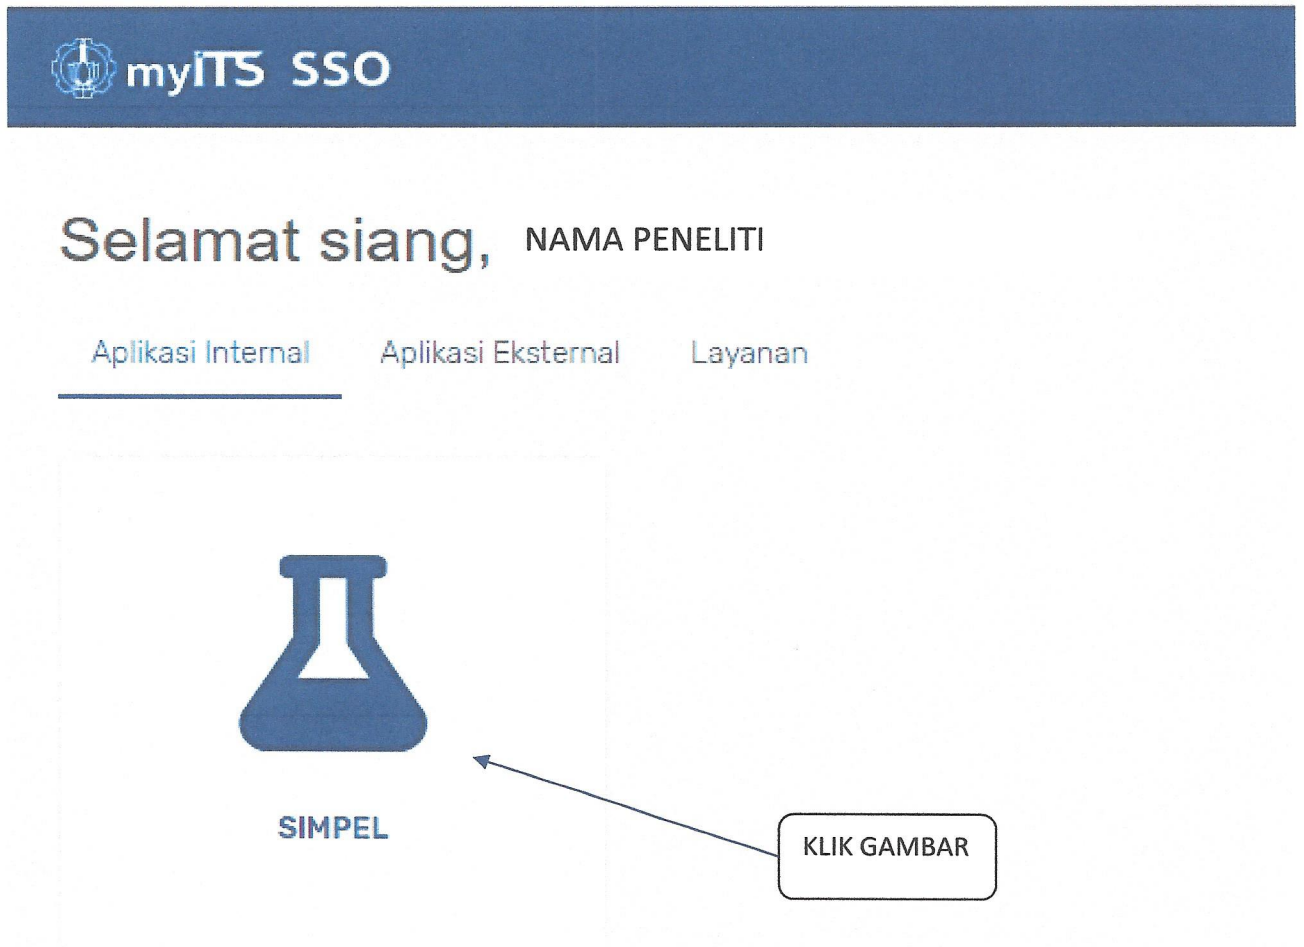 myITS SSO
Selamat siang, NAMA PENELITI
Aplikasi Internal Aplikasi Eksternal Layanan
SIMPEL
KLIK GAMBAR